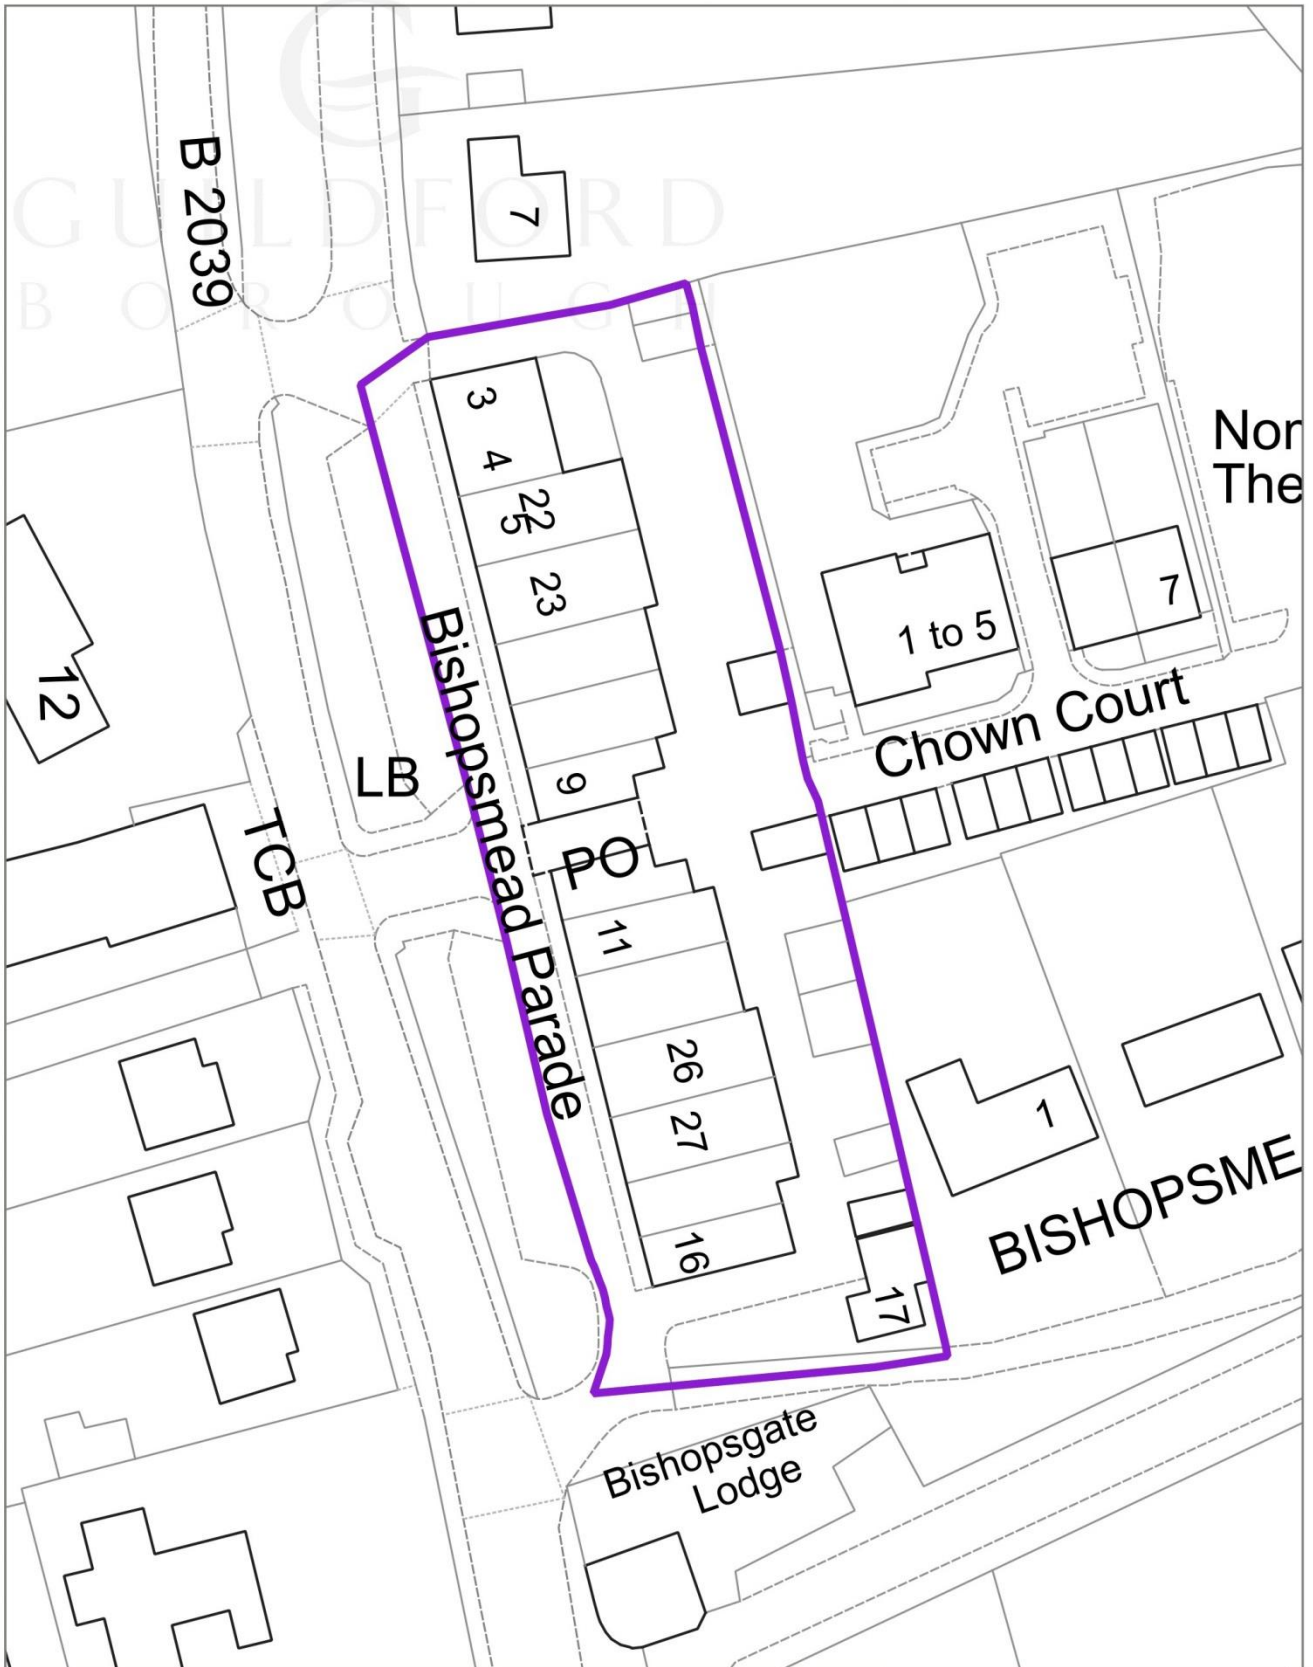 GUILDFORD
BOROUGH
B 2039
7
3
4
22
5
23
Nor
The
7
1 to 5
Chown Court
12
LB
Bishopsmead Parade
9
TCB
PO
11
26
27
1
BISHOPSME
16
17
Bishopsgate
Lodge